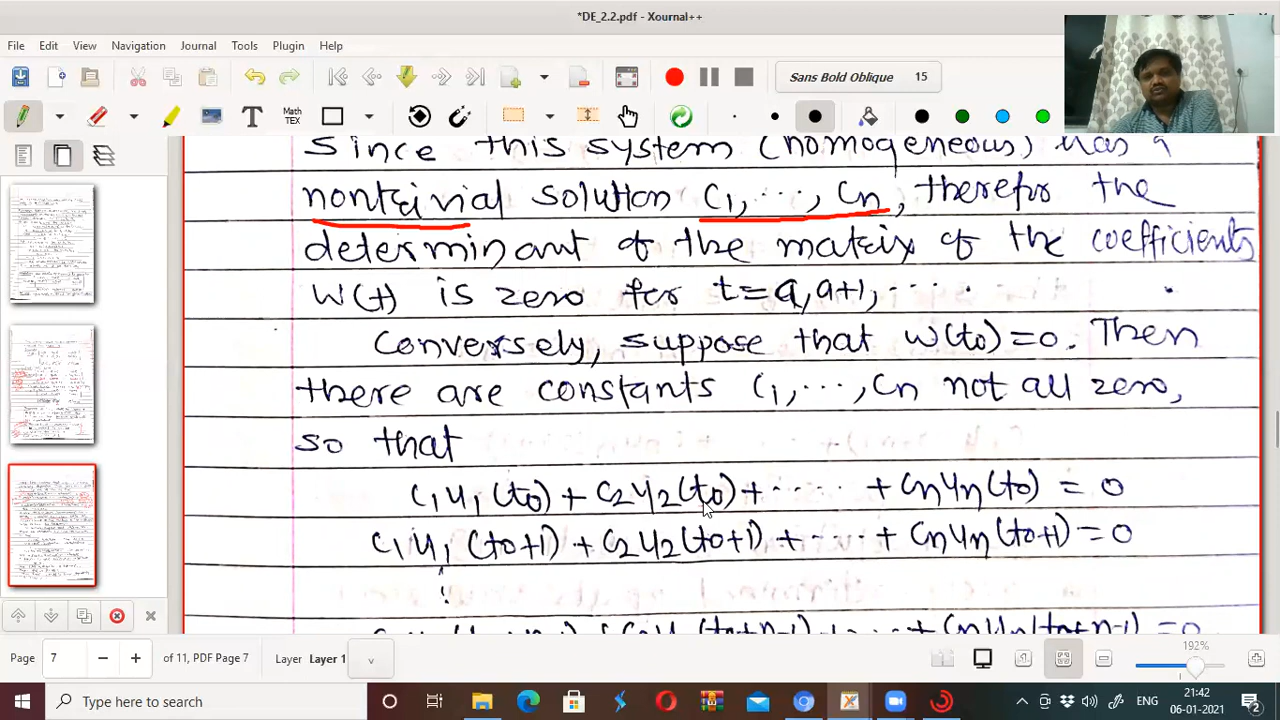 *DE_2.2.pdf - Xournal++
File Edit View Navigation Journal Tools Plugin Help
Sans Bold Oblique 15
Since this system (homogeneous) has a
nontrivial solution C1, ..., Cn, therefor the
determinant of the matrix of the coefficients
W(t) is zero for t=a, a+1, ....
Conversely, suppose that W(t0)=0. Then
there are constants C1, ..., Cn not all zero,
so that
C1y1(t0) + C2y2(t0) + ..... + Cnyn(t0) = 0
C1y1(t0+1) + C2y2(t0+1) + .... + Cnyn(t0+1) = 0
Page 7 of 11, PDF Page 7 Layer Layer 1 192%
Type here to search
ENG
21:42
06-01-2021
2